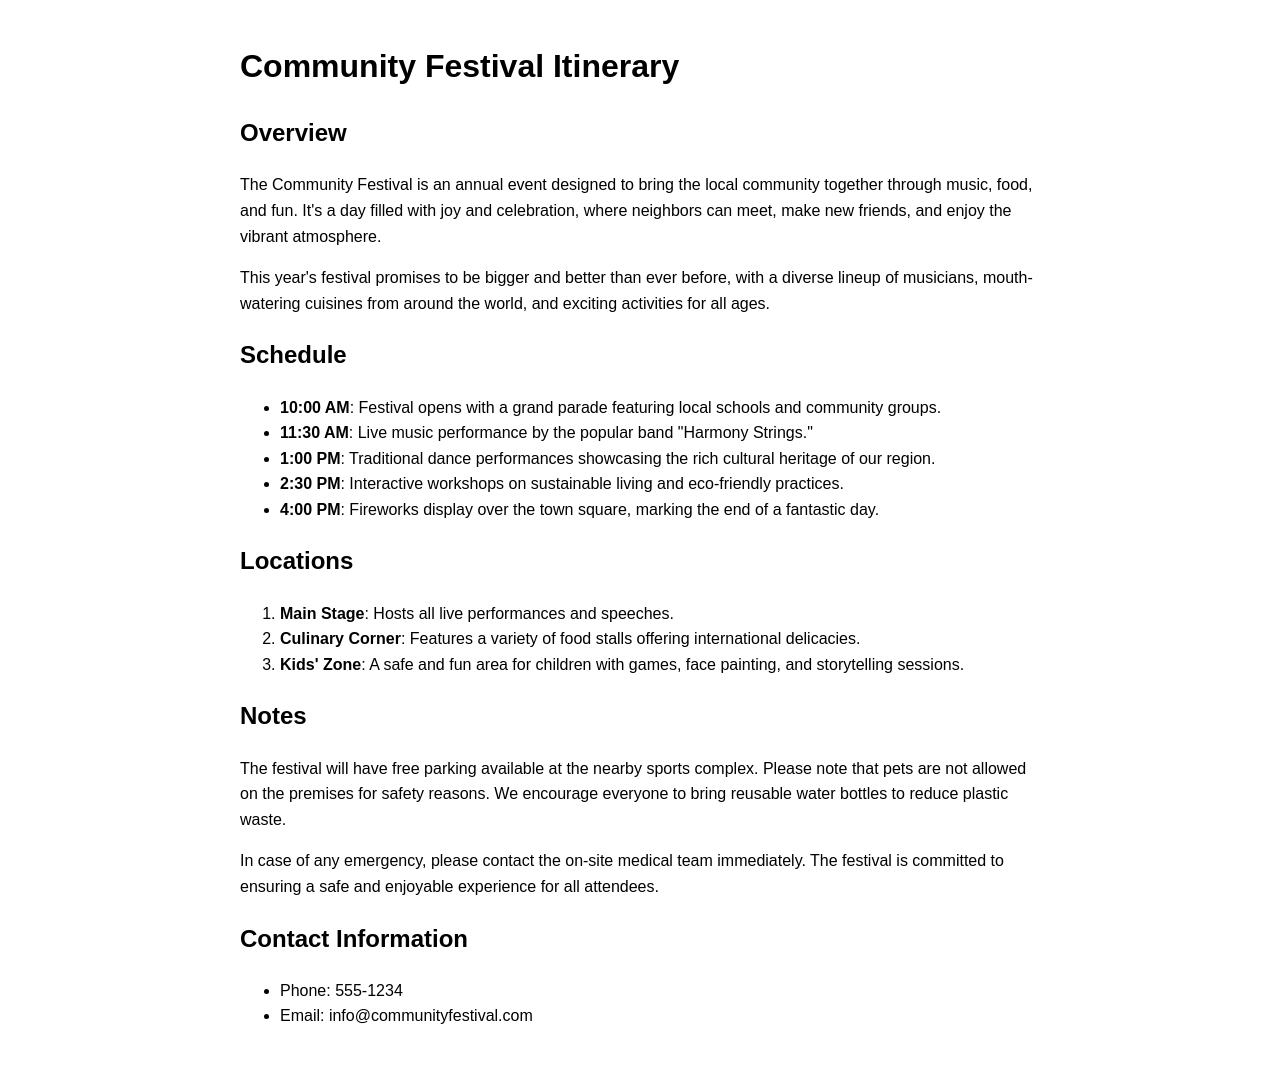 Community Festival Itinerary
Overview
The Community Festival is an annual event designed to bring the local community together through music, food,
and fun. It's a day filled with joy and celebration, where neighbors can meet, make new friends, and enjoy the
vibrant atmosphere.
This year's festival promises to be bigger and better than ever before, with a diverse lineup of musicians, mouth-
watering cuisines from around the world, and exciting activities for all ages.
Schedule
• 10:00 AM: Festival opens with a grand parade featuring local schools and community groups.
• 11:30 AM: Live music performance by the popular band "Harmony Strings."
• 1:00 PM: Traditional dance performances showcasing the rich cultural heritage of our region.
• 2:30 PM: Interactive workshops on sustainable living and eco-friendly practices.
• 4:00 PM: Fireworks display over the town square, marking the end of a fantastic day.
Locations
1. Main Stage: Hosts all live performances and speeches.
2. Culinary Corner: Features a variety of food stalls offering international delicacies.
3. Kids' Zone: A safe and fun area for children with games, face painting, and storytelling sessions.
Notes
The festival will have free parking available at the nearby sports complex. Please note that pets are not allowed
on the premises for safety reasons. We encourage everyone to bring reusable water bottles to reduce plastic
waste.
In case of any emergency, please contact the on-site medical team immediately. The festival is committed to
ensuring a safe and enjoyable experience for all attendees.
Contact Information
• Phone: 555-1234
• Email: info@communityfestival.com